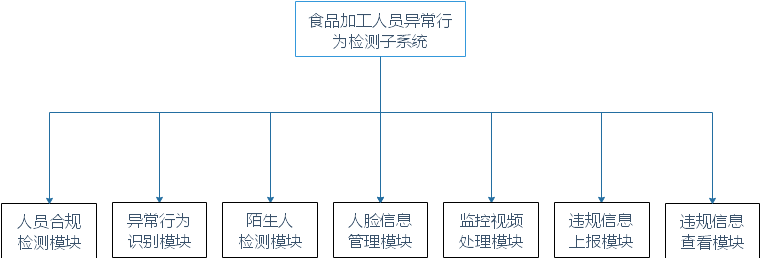 食品加工人员异常行
为检测子系统
人员合规
检测模块
异常行为
识别模块
陌生人
检测模块
人脸信息
管理模块
监控视频
处理模块
违规信息
上报模块
违规信息
查看模块